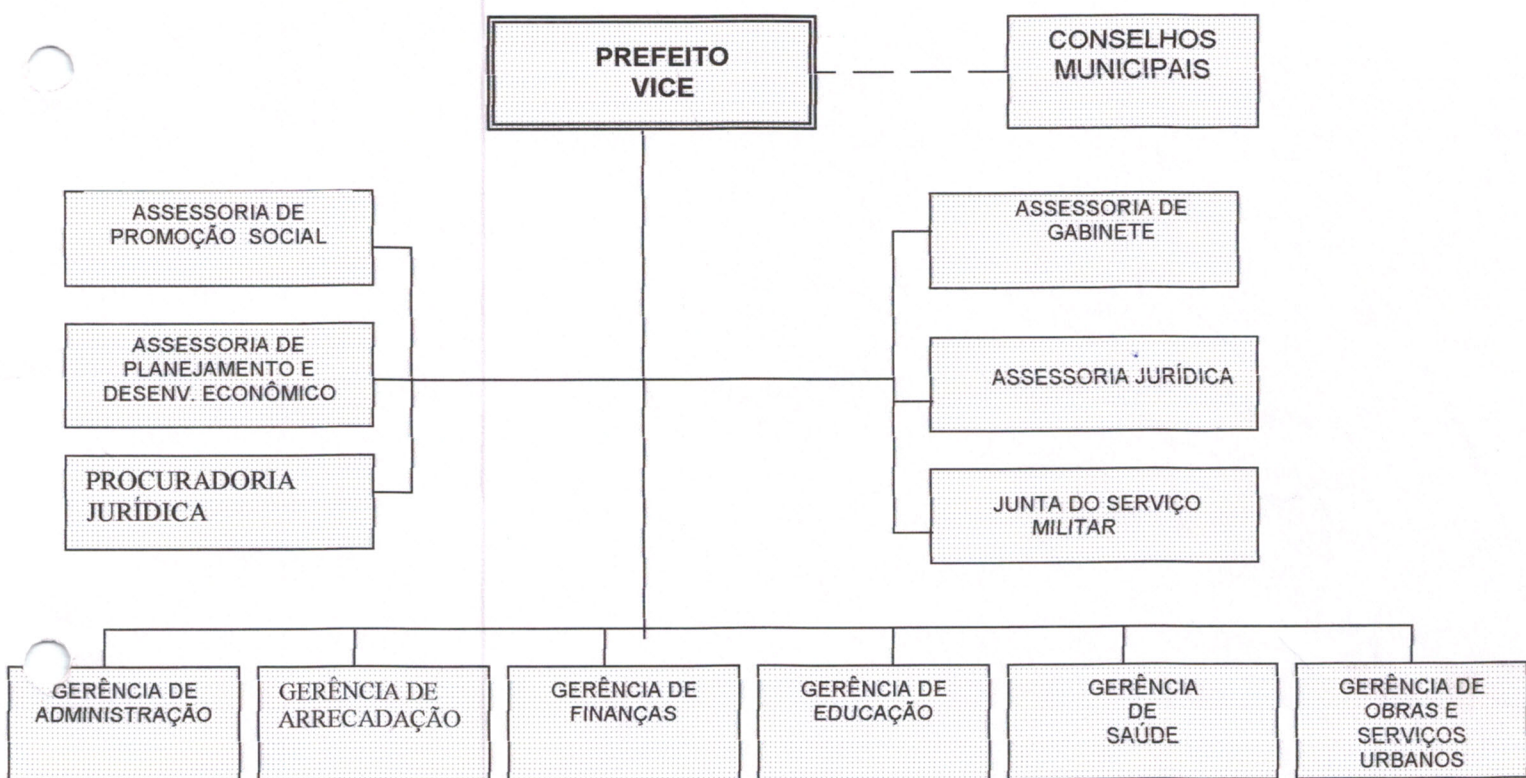 PREFEITO
VICE
CONSELHOS
MUNICIPAIS
ASSESSORIA DE
PROMOÇÃO SOCIAL
ASSESSORIA DE
GABINETE
ASSESSORIA DE
PLANEJAMENTO E
DESENV. ECONÔMICO
ASSESSORIA JURÍDICA
PROCURADORIA
JURÍDICA
JUNTA DO SERVIÇO
MILITAR
GERÊNCIA DE
ADMINISTRAÇÃO
GERÊNCIA DE
ARRECADAÇÃO
GERÊNCIA DE
FINANÇAS
GERÊNCIA DE
EDUCAÇÃO
GERÊNCIA
DE
SAÚDE
GERÊNCIA DE
OBRAS E
SERVIÇOS
URBANOS